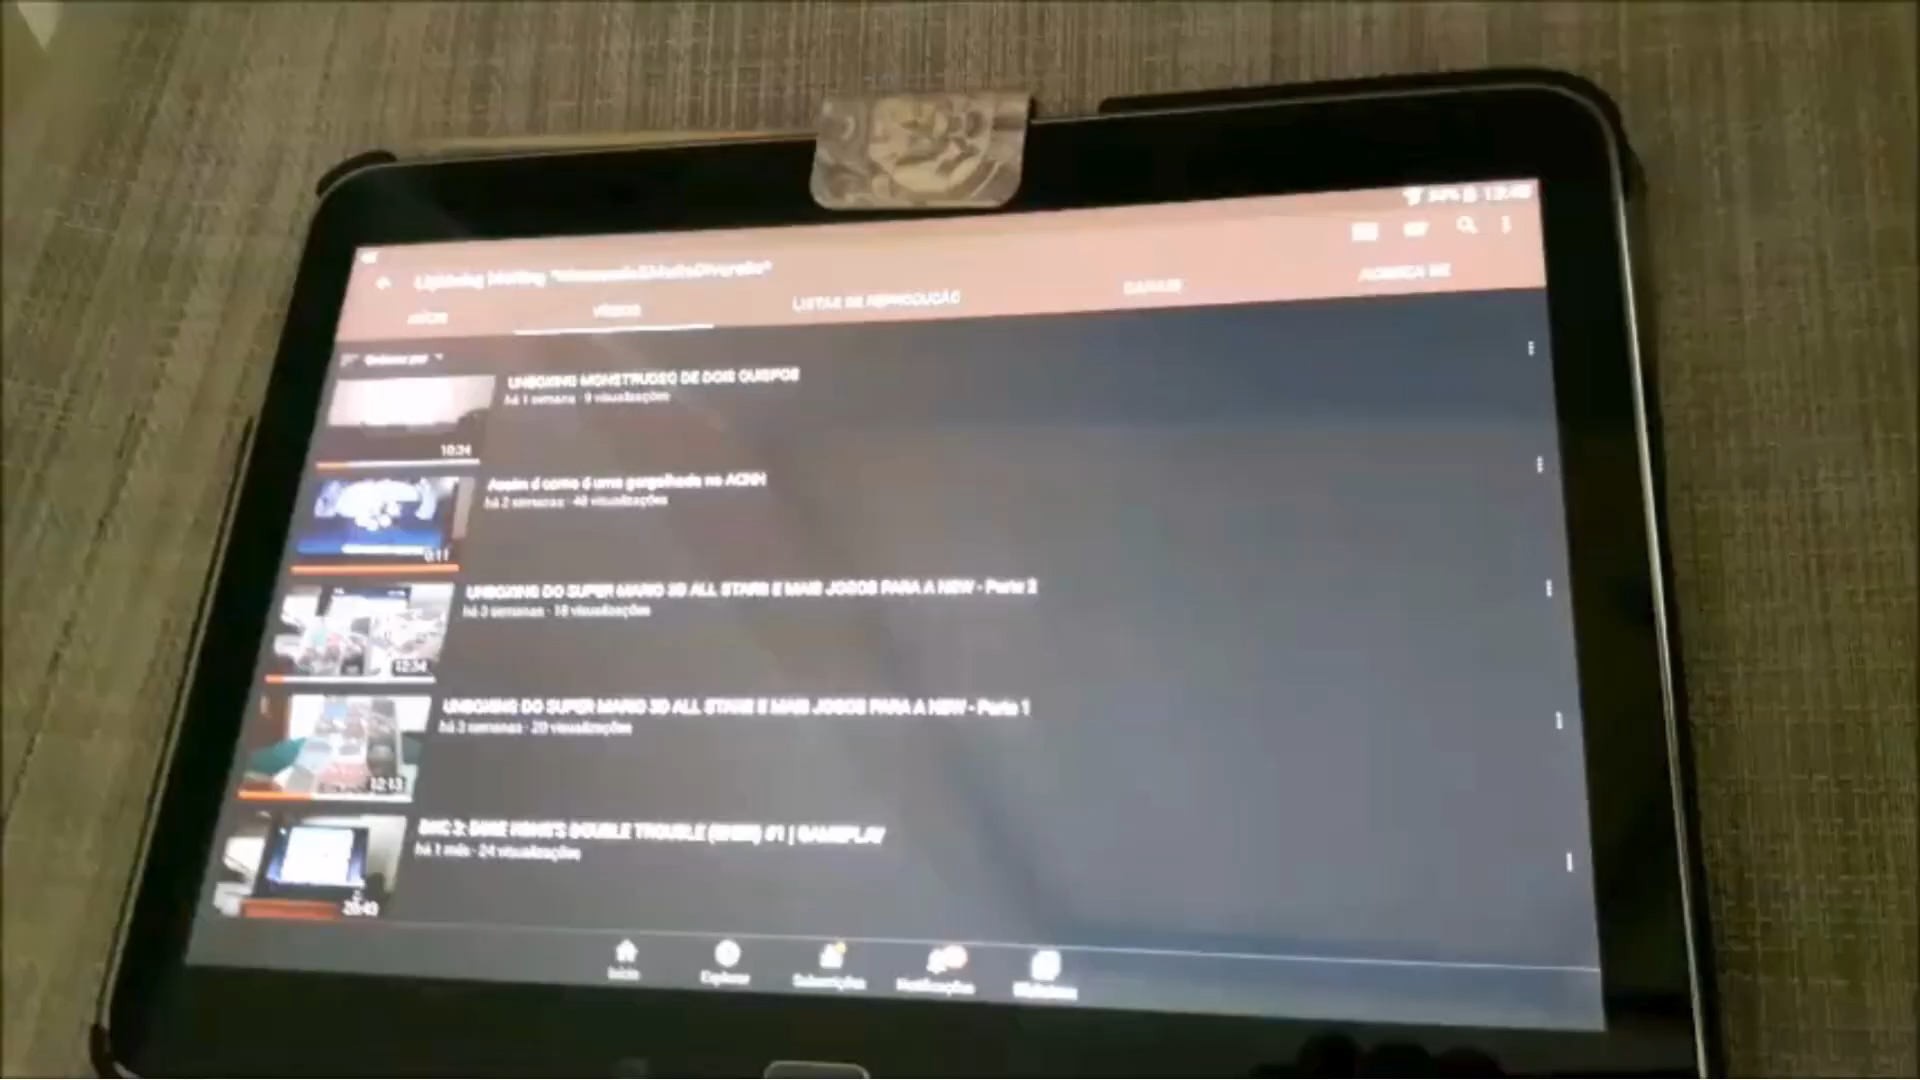 INÍCIO VÍDEOS LISTAS DE REPRODUÇÃO CANAIS ACERCA DE
Ordenar por
UNBOXING MONSTRUOSO DE DOIS
há 1 semana · 9 visualizações
10:34
Assim é como é uma gargalhada no ACNH
há 2 semanas · 48 visualizações
0:11
UNBOXING DO SUPER MARIO 3D ALL STARS E MAIS JOGOS PARA A NEW - Parte 2
há 3 semanas · 18 visualizações
12:34
UNBOXING DO SUPER MARIO 3D ALL STARS E MAIS JOGOS PARA A NEW - Parte 1
há 3 semanas · 20 visualizações
12:13
DKC 3: DIXIE KONG'S DOUBLE TROUBLE #1 | GAMEPLAY
há 1 mês · 24 visualizações
26:43
Início Explorar Subscrições Notificações Biblioteca